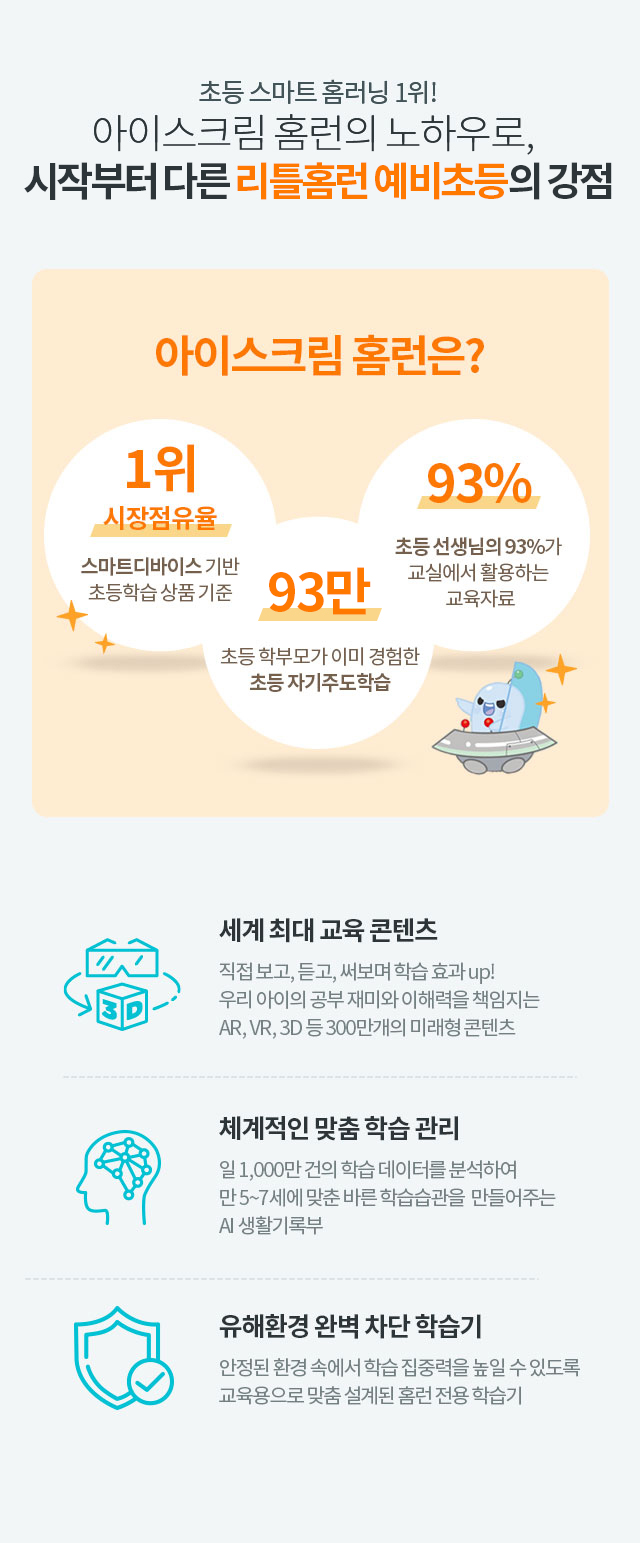 초등 스마트 홈러닝 1위!
아이스크림 홈런의 노하우로,
시작부터 다른 리틀홈런 예비초등의 강점
아이스크림 홈런은?
1위
시장점유율
스마트디바이스 기반
초등학습 상품 기준
93만
초등 학부모가 이미 경험한
초등 자기주도학습
93%
초등 선생님의 93%가
교실에서 활용하는
교육자료
세계 최대 교육 콘텐츠
직접 보고, 듣고, 써보며 학습 효과 up!
우리 아이의 공부 재미와 이해력을 책임지는
AR, VR, 3D 등 300만개의 미래형 콘텐츠
3D
체계적인 맞춤 학습 관리
일 1,000만 건의 학습 데이터를 분석하여
만 5~7세에 맞춘 바른 학습습관을 만들어주는
AI 생활기록부
유해환경 완벽 차단 학습기
안정된 환경 속에서 학습 집중력을 높일 수 있도록
교육용으로 맞춤 설계된 홈런 전용 학습기